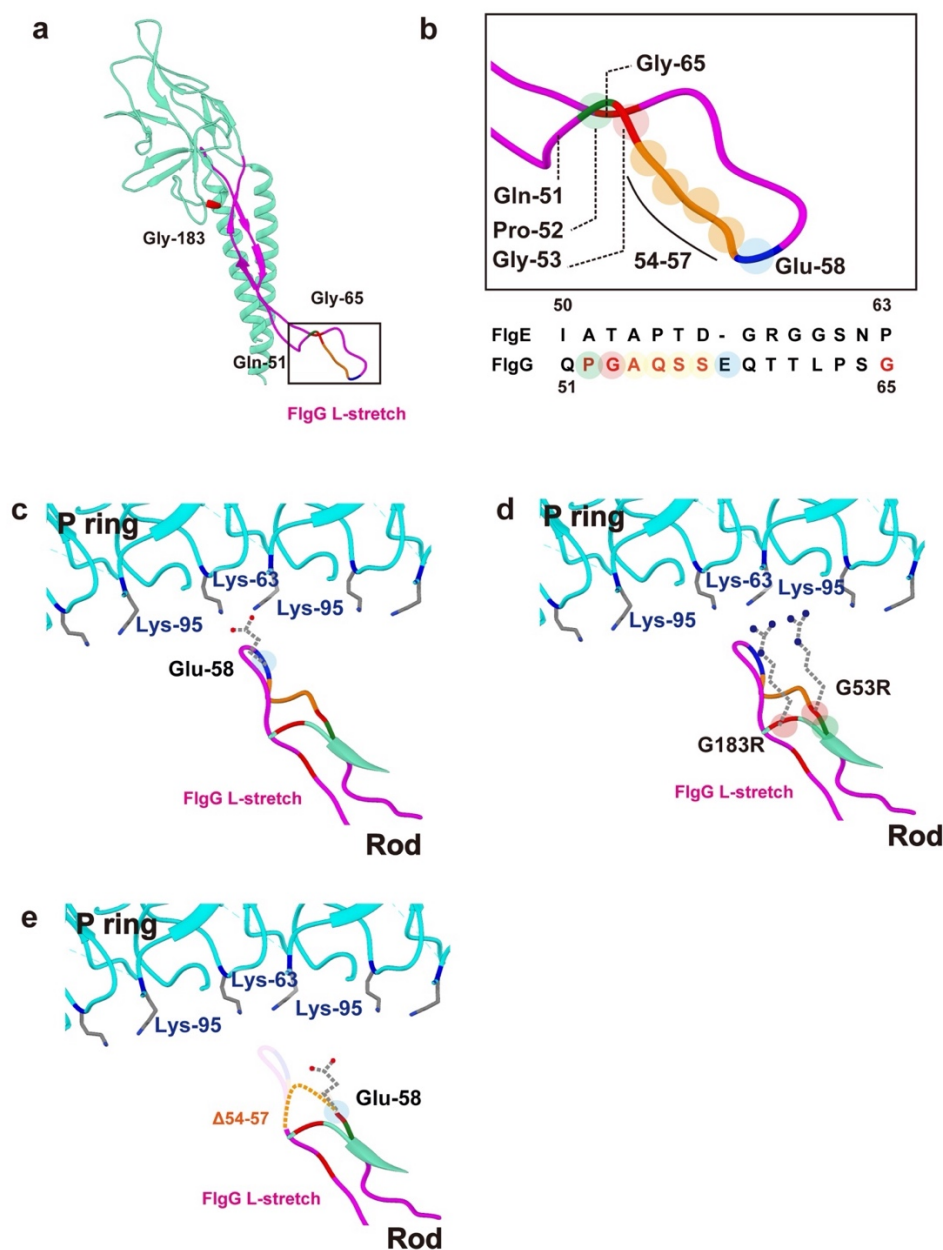 a
Gly-183
Gly-65
Gln-51
FlgG L-stretch
b
Gly-65
Gln-51
Pro-52
Gly-53
54-57
Glu-58
50 63
FlgE I A T A P T D - G R G G S N P
FlgG Q P G A Q S S E Q T T L P S G
51 65
c
P ring
Lys-63
Lys-95
Lys-95
Glu-58
FlgG L-stretch
Rod
d
P ring
Lys-63
Lys-95
Lys-95
G53R
G183R
FlgG L-stretch
Rod
e
P ring
Lys-63
Lys-95
Lys-95
Glu-58
Δ54-57
FlgG L-stretch
Rod